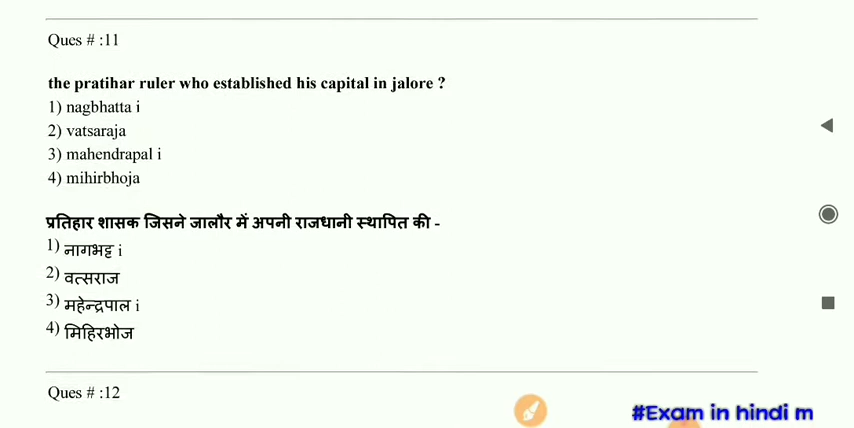 Ques # :11
the pratihar ruler who established his capital in jalore ?
1) nagbhatta i
2) vatsaraja
3) mahendrapal i
4) mihirbhoja
प्रतिहार शासक जिसने जालौर में अपनी राजधानी स्थापित की -
1) नागभट्ट i
2) वत्सराज
3) महेन्द्रपाल i
4) मिहिरभोज
Ques # :12
#Exam in hindi m